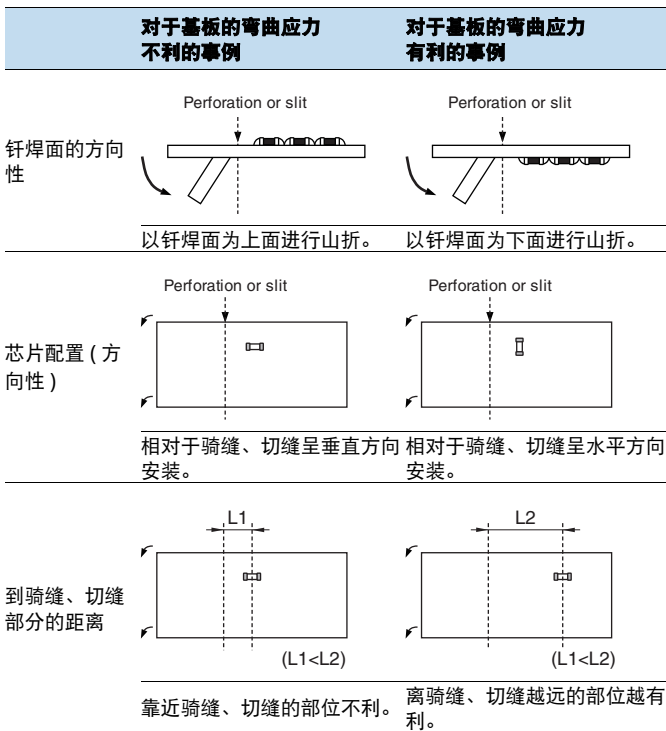 对于基板的弯曲应力
不利的事例
对于基板的弯曲应力
有利的事例
钎焊面的方向
性
Perforation or slit
Perforation or slit
以钎焊面为上面进行山折。
以钎焊面为下面进行山折。
芯片配置 ( 方
向性 )
Perforation or slit
Perforation or slit
相对于骑缝、切缝呈垂直方向
安装。
相对于骑缝、切缝呈水平方向
安装。
到骑缝、切缝
部分的距离
L1
(L1<L2)
L2
(L1<L2)
靠近骑缝、切缝的部位不利。
离骑缝、切缝越远的部位越有
利。